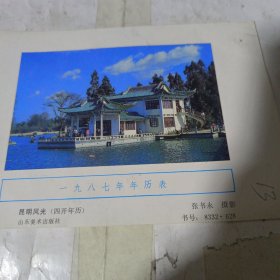 一九八七年年历表
昆明风光（四开年历）
山东美术出版社
张书永 摄影
书号：8332·629